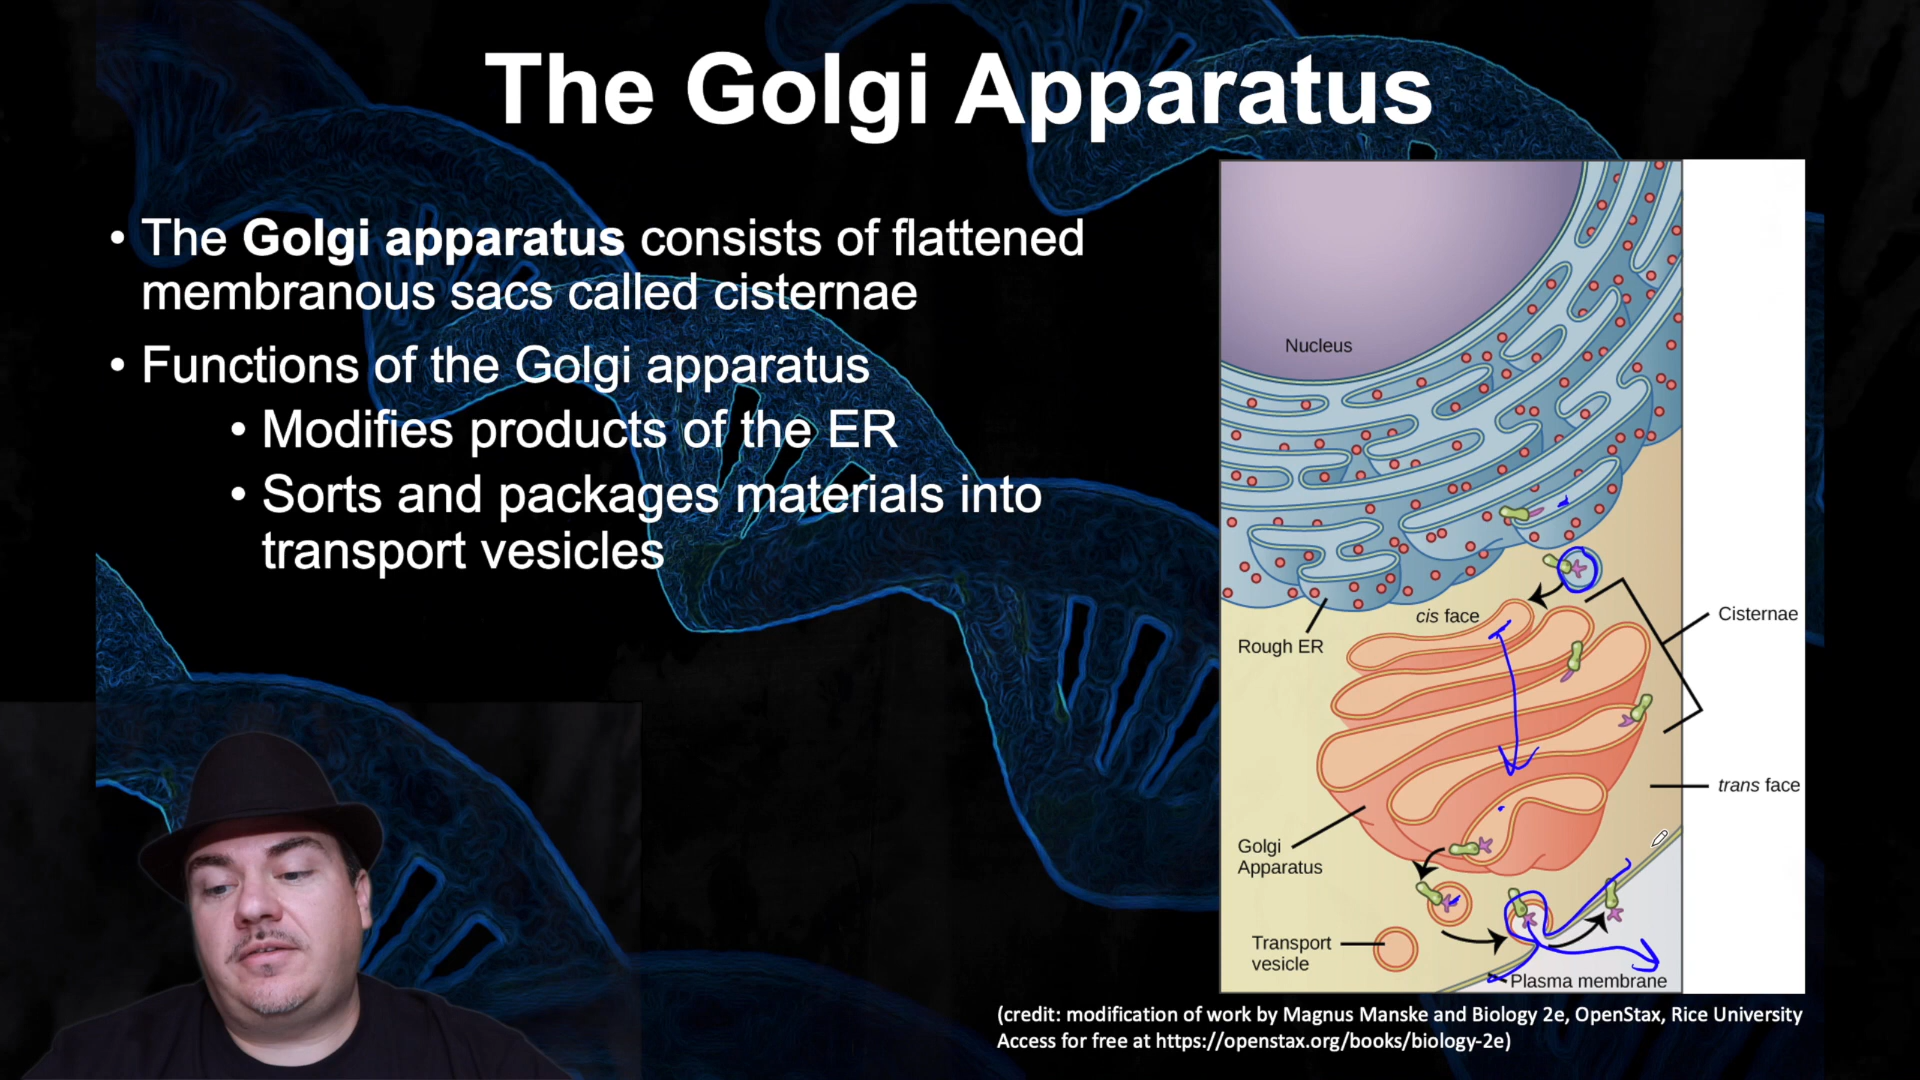 The Golgi Apparatus
• The Golgi apparatus consists of flattened
membranous sacs called cisternae
• Functions of the Golgi apparatus
• Modifies products of the ER
• Sorts and packages materials into
transport vesicles
Nucleus
cis face
Rough ER
Cisternae
trans face
Golgi
Apparatus
Transport
vesicle
Plasma membrane
(credit: modification of work by Magnus Manske and Biology 2e, OpenStax, Rice University
Access for free at https://openstax.org/books/biology-2e)